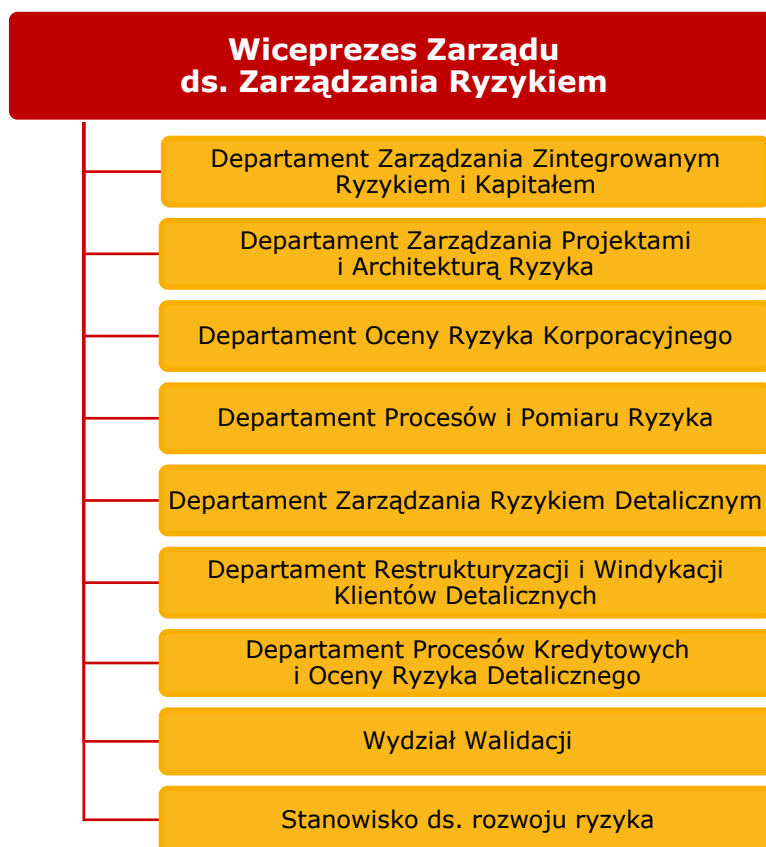 Wiceprezes Zarządu
ds. Zarządzania Ryzykiem
Departament Zarządzania Zintegrowanym
Ryzykiem i Kapitałem
Departament Zarządzania Projektami
i Architekturą Ryzyka
Departament Oceny Ryzyka Korporacyjnego
Departament Procesów i Pomiaru Ryzyka
Departament Zarządzania Ryzykiem Detalicznym
Departament Restrukturyzacji i Windykacji
Klientów Detalicznych
Departament Procesów Kredytowych
i Oceny Ryzyka Detalicznego
Wydział Walidacji
Stanowisko ds. rozwoju ryzyka